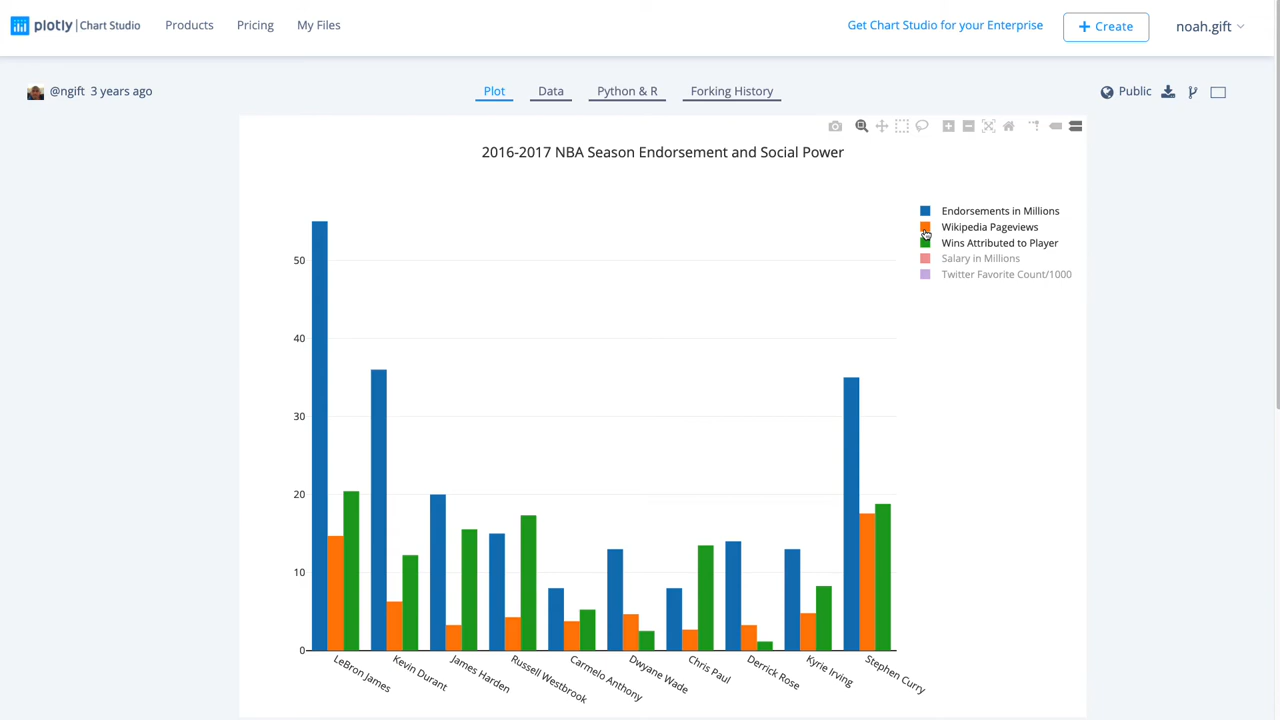 plotly | Chart Studio Products Pricing My Files Get Chart Studio for your Enterprise + Create noah.gift
@ngift 3 years ago Plot Data Python & R Forking History Public
2016-2017 NBA Season Endorsement and Social Power
Endorsements in Millions
Wikipedia Pageviews
Wins Attributed to Player
Salary in Millions
Twitter Favorite Count/1000
50
40
30
20
10
0
LeBron James
Kevin Durant
James Harden
Russell Westbrook
Carmelo Anthony
Dwyane Wade
Chris Paul
Derrick Rose
Kyrie Irving
Stephen Curry